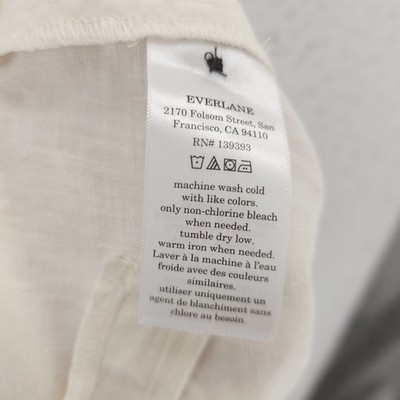 EVERLANE
2170 Folsom Street, San
Francisco, CA 94110
RN# 139393
machine wash cold
with like colors.
only non-chlorine bleach
when needed.
tumble dry low.
warm iron when needed.
Laver à la machine à l'eau
froide avec des couleurs
similaires.
utiliser uniquement un
agent de blanchiment sans
chlore au besoin.